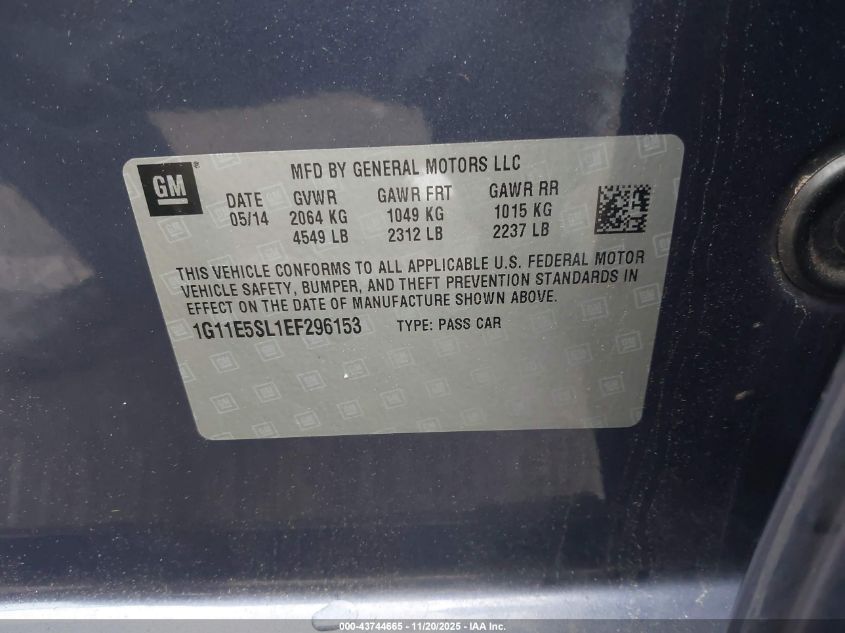 GM®
MFD BY GENERAL MOTORS LLC
DATE GVWR GAWR FRT GAWR RR
05/14 2064 KG 1049 KG 1015 KG
4549 LB 2312 LB 2237 LB
THIS VEHICLE CONFORMS TO ALL APPLICABLE U.S. FEDERAL MOTOR
VEHICLE SAFETY, BUMPER, AND THEFT PREVENTION STANDARDS IN
EFFECT ON THE DATE OF MANUFACTURE SHOWN ABOVE.
1G11E5SL1EF296153 TYPE: PASS CAR
000-43744665 - 11/20/2025 - IAA Inc.